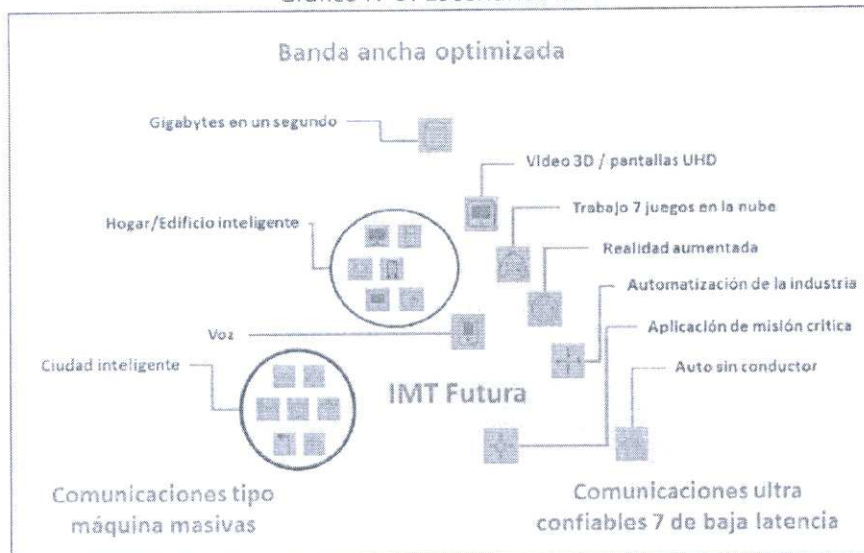 Banda ancha optimizada
Gigabytes en un segundo
Video 3D / pantallas UHD
Hogar/Edificio inteligente
Trabajo 7 juegos en la nube
Realidad aumentada
Automatización de la industria
Voz
Aplicación de misión critica
Ciudad inteligente
Auto sin conductor
IMT Futura
Comunicaciones tipo
máquina masivas
Comunicaciones ultra
confiables 7 de baja latencia